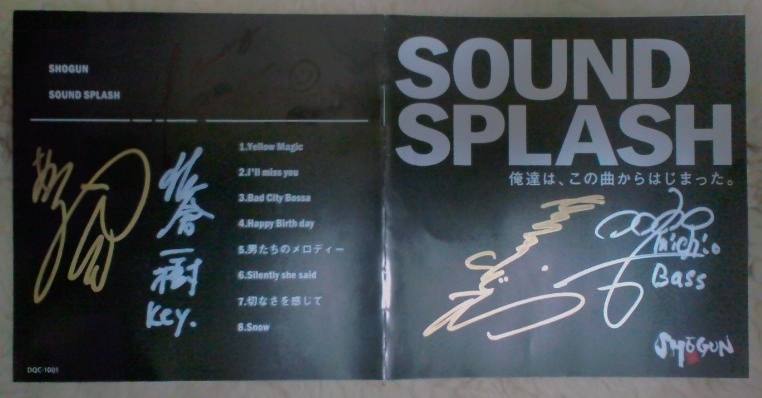 SHOGUN
SOUND SPLASH
1.Yellow Magic
2.I'll miss you
3.Bad City Bossa
4.Happy Birth day
5.男たちのメロディー
6.Silently she said
7.切なさを感じて
8.Snow
一樹
Key.
DQC-1001
SOUND
SPLASH
俺達は、この曲からはじまった。
michio
Bass
SHŌGUN